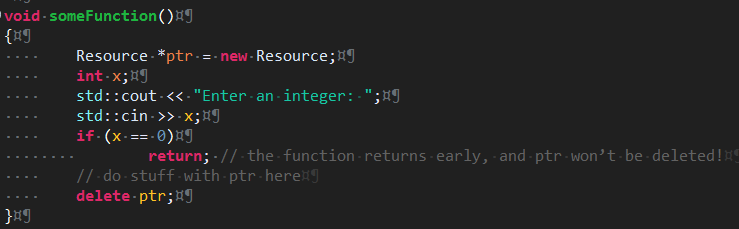 void someFunction()¤¶
{¤¶
···· Resource·*ptr·=·new·Resource;¤¶
···· int·x;¤¶
···· std::cout·<<·"Enter·an·integer:·";¤¶
···· std::cin·>>·x;¤¶
···· if·(x·==·0)¤¶
········ return;·//·the·function·returns·early,·and·ptr·won’t·be·deleted!¤¶
···· //·do·stuff·with·ptr·here¤¶
···· delete·ptr;¤¶
}¤¶